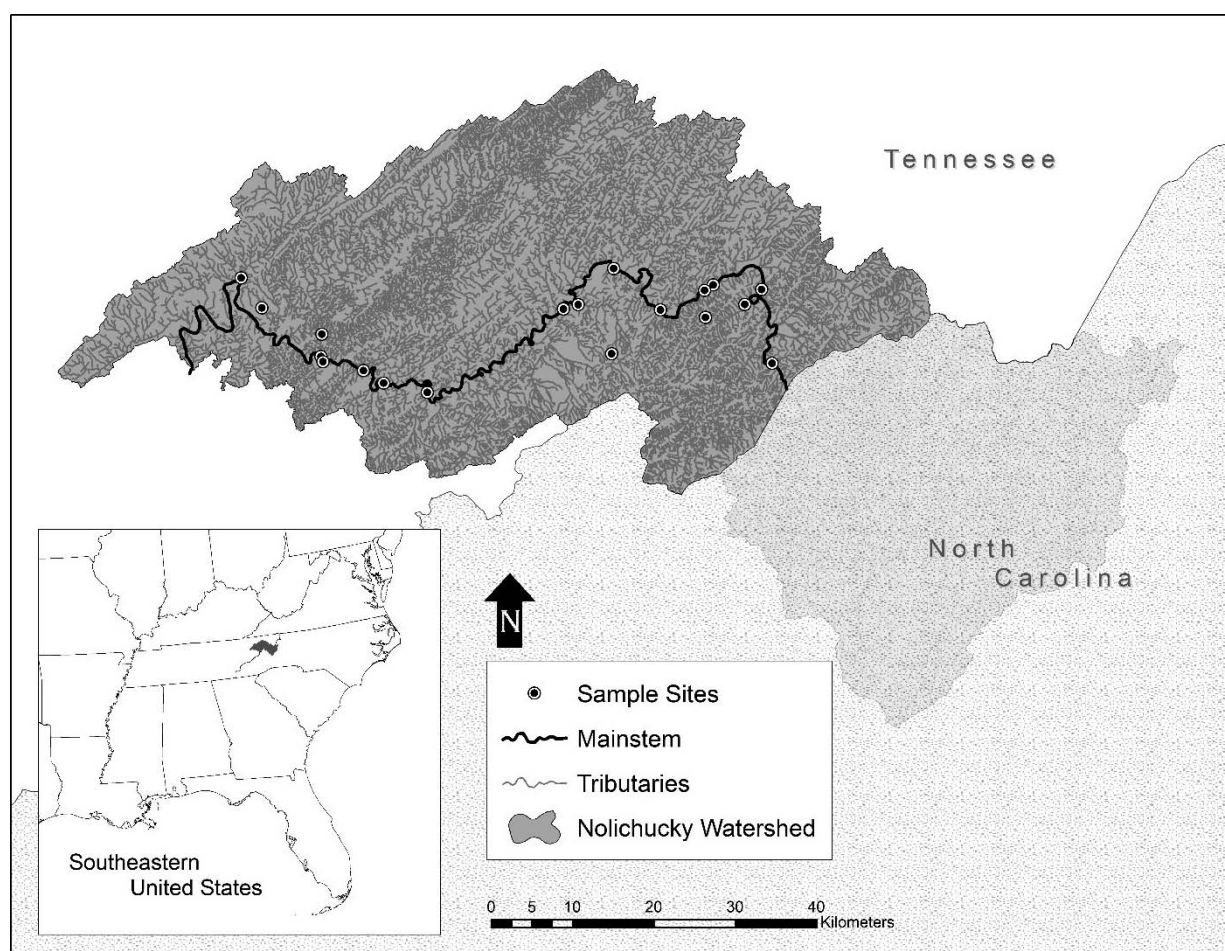 Tennessee
North
Carolina
N
Sample Sites
Mainstem
Tributaries
Nolichucky Watershed
Southeastern
United States
0 5 10 20 30 40
Kilometers